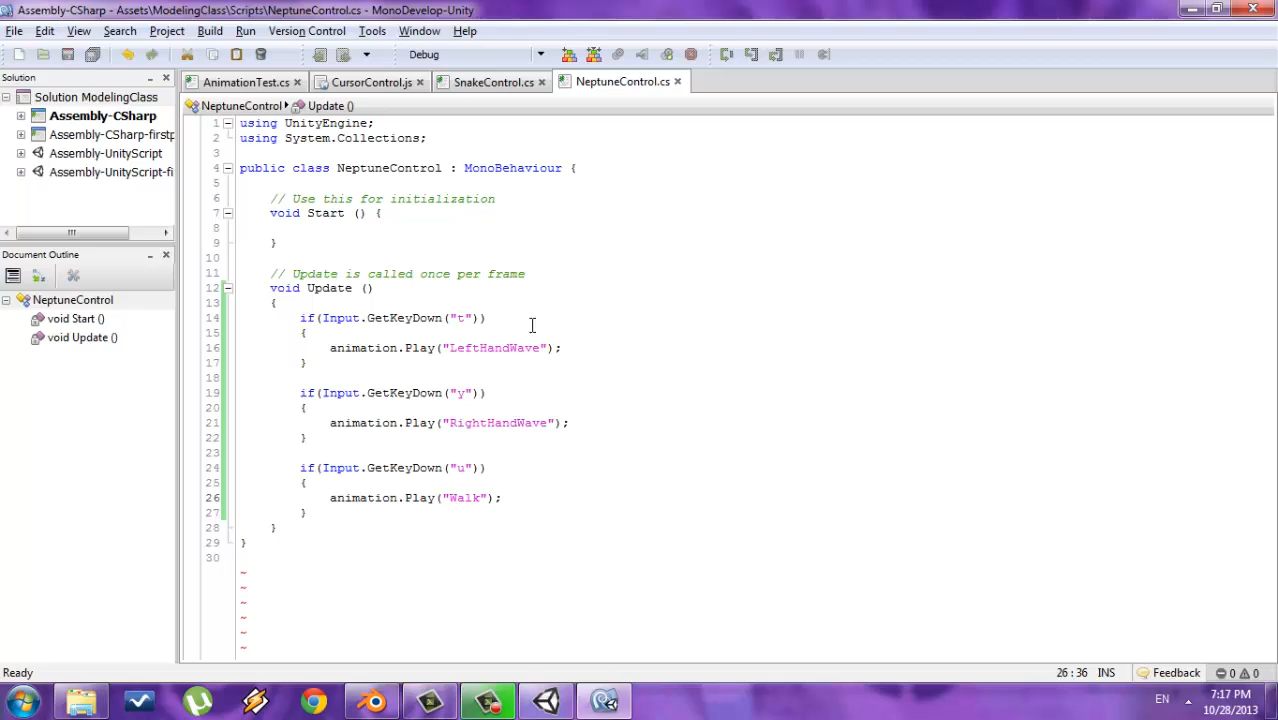 Assembly-CSharp - Assets\ModelingClass\Scripts\NeptuneControl.cs - MonoDevelop-Unity
File Edit View Search Project Build Run Version Control Tools Window Help
Debug
Solution
AnimationTest.cs CursorControl.js SnakeControl.cs NeptuneControl.cs
Solution ModelingClass
Assembly-CSharp
Assembly-CSharp-firstp
Assembly-UnityScript
Assembly-UnityScript-fi
Document Outline
NeptuneControl
void Start ()
void Update ()
NeptuneControl Update ()
1 using UnityEngine;
2 using System.Collections;
3
4 public class NeptuneControl : MonoBehaviour {
5
6 // Use this for initialization
7 void Start () {
8
9 }
10
11 // Update is called once per frame
12 void Update ()
13 {
14 if(Input.GetKeyDown("t"))
15 {
16 animation.Play("LeftHandWave");
17 }
18
19 if(Input.GetKeyDown("y"))
20 {
21 animation.Play("RightHandWave");
22 }
23
24 if(Input.GetKeyDown("u"))
25 {
26 animation.Play("Walk");
27 }
28 }
29 }
30
~
~
~
~
~
~
Ready 26 : 36 INS Feedback 0 0
EN 7:17 PM
10/28/2013